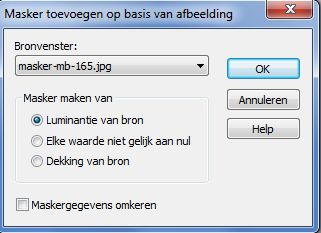 Masker toevoegen op basis van afbeelding
Bronvenster:
masker-mb-165.jpg
OK
Masker maken van
Annuleren
Luminantie van bron
Help
Elke waarde niet gelijk aan nul
Dekking van bron
Maskergegevens omkeren